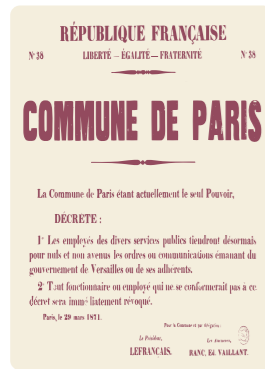 RÉPUBLIQUE FRANÇAISE
N° 38 LIBERTÉ – ÉGALITÉ – FRATERNITÉ N° 38
COMMUNE DE PARIS
La Commune de Paris étant actuellement le seul Pouvoir,
DÉCRÈTE :
1° Les employés des divers services publics tiendront désormais
pour nuls et non avenus les ordres ou communications émanant du
gouvernement de Versailles ou de ses adhérents.
2° Tout fonctionnaire ou employé qui ne se conformerait pas à ce
décret sera immédiatement révoqué.
Paris, le 29 mars 1871.
Pour la Commune et par délégation :
Le Président, Les Assesseurs,
LEFRANÇAIS. RANC, Ed. VAILLANT.